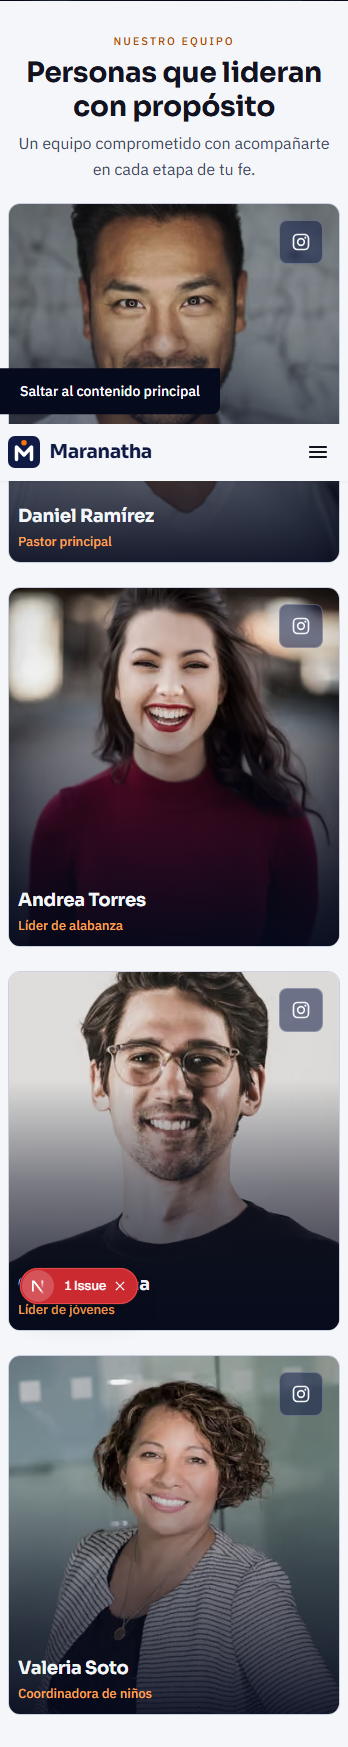 NUESTRO EQUIPO
Personas que lideran
con propósito
Un equipo comprometido con acompañarte
en cada etapa de tu fe.
Saltar al contenido principal
Maranatha
Daniel Ramírez
Pastor principal
Andrea Torres
Líder de alabanza
1 Issue
Líder de jóvenes
Valeria Soto
Coordinadora de niños